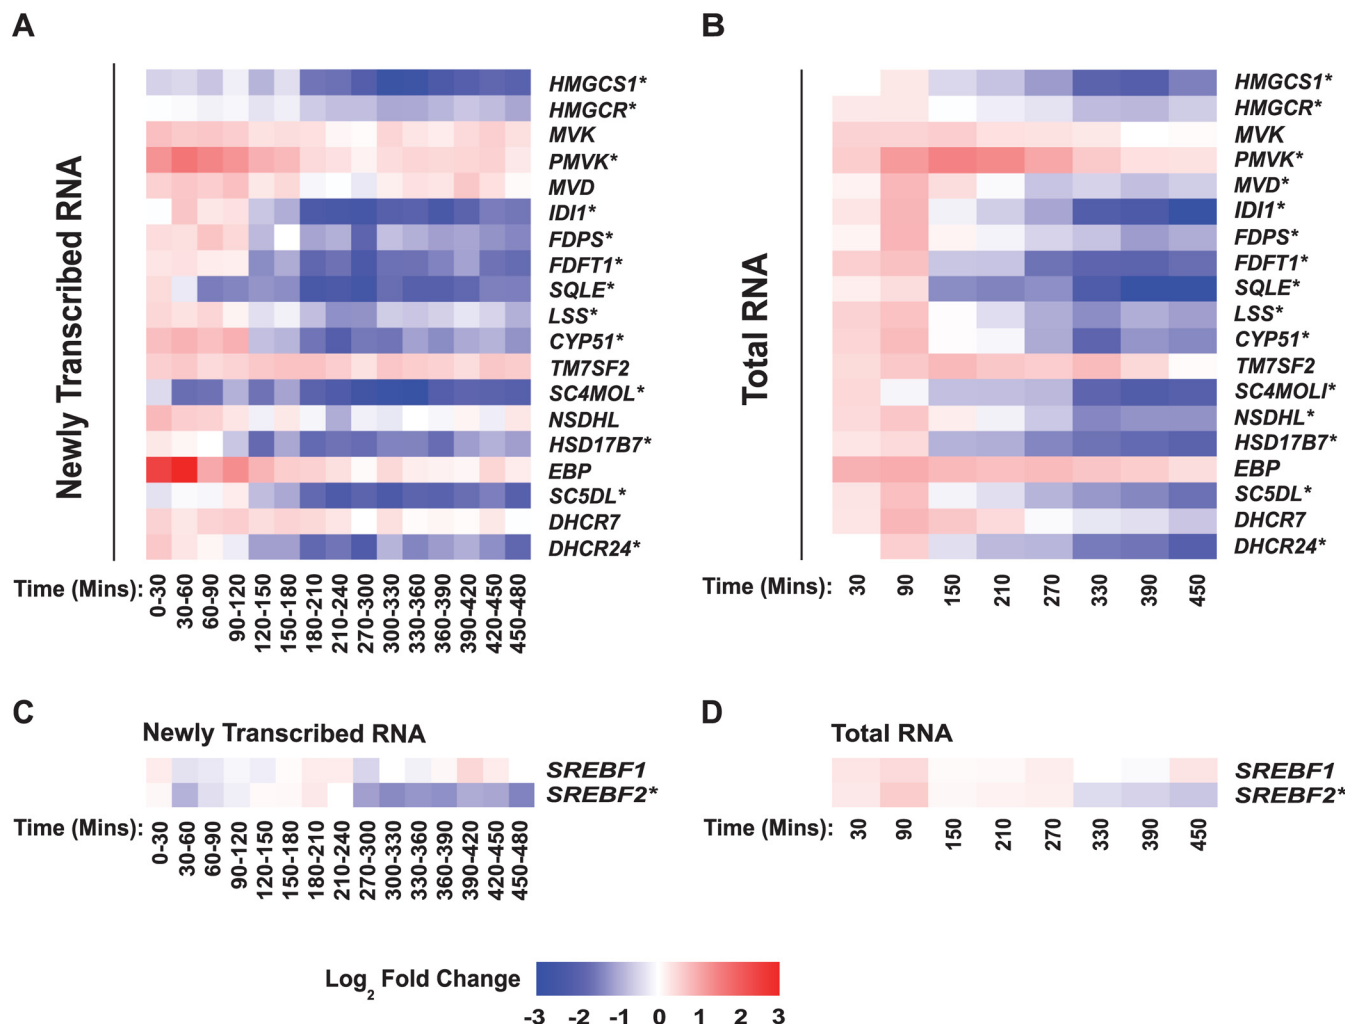 A
Newly Transcribed RNA
HMGCS1*
HMGCR*
MVK
PMVK*
MVD
IDI1*
FDPS*
FDFT1*
SQLE*
LSS*
CYP51*
TM7SF2
SC4MOL*
NSDHL
HSD17B7*
EBP
SC5DL*
DHCR7
DHCR24*
Time (Mins): 0-30 30-60 60-90 90-120 120-150 150-180 180-210 210-240 270-300 300-330 330-360 360-390 390-420 420-450 450-480
B
Total RNA
HMGCS1*
HMGCR*
MVK
PMVK*
MVD*
IDI1*
FDPS*
FDFT1*
SQLE*
LSS*
CYP51*
TM7SF2
SC4MOLI*
NSDHL*
HSD17B7*
EBP
SC5DL*
DHCR7
DHCR24*
Time (Mins): 30 90 150 210 270 330 390 450
C
Newly Transcribed RNA
SREBF1
SREBF2*
Time (Mins): 0-30 30-60 60-90 90-120 120-150 150-180 180-210 210-240 270-300 300-330 330-360 360-390 390-420 420-450 450-480
D
Total RNA
SREBF1
SREBF2*
Time (Mins): 30 90 150 210 270 330 390 450
Log2 Fold Change
-3 -2 -1 0 1 2 3